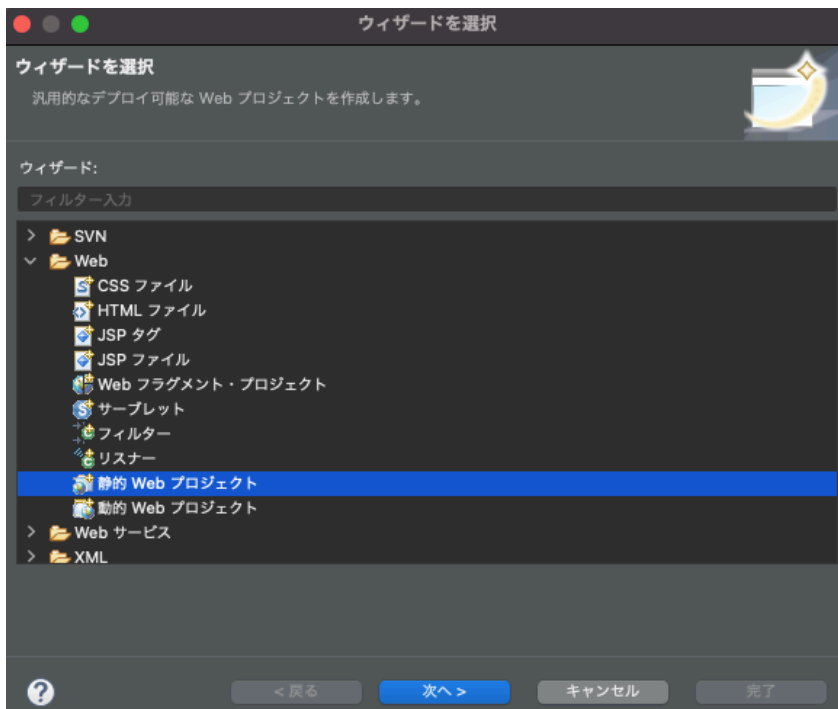 ウィザードを選択
ウィザードを選択
汎用的なデプロイ可能な Web プロジェクトを作成します。
ウィザード:
フィルター入力
SVN
Web
CSS ファイル
HTML ファイル
JSP タグ
JSP ファイル
Web フラグメント・プロジェクト
サーブレット
フィルター
リスナー
静的 Web プロジェクト
動的 Web プロジェクト
Web サービス
XML
? < 戻る 次へ > キャンセル 完了